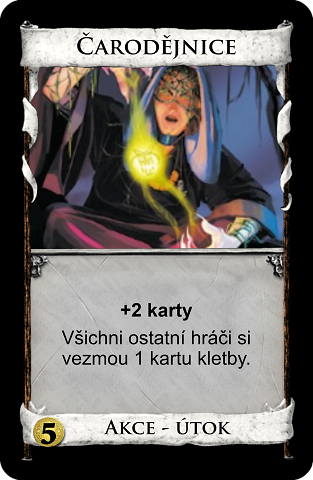 Čarodějnice
+2 karty
Všichni ostatní hráči si
vezmou 1 kartu kletby.
5
Akce - útok